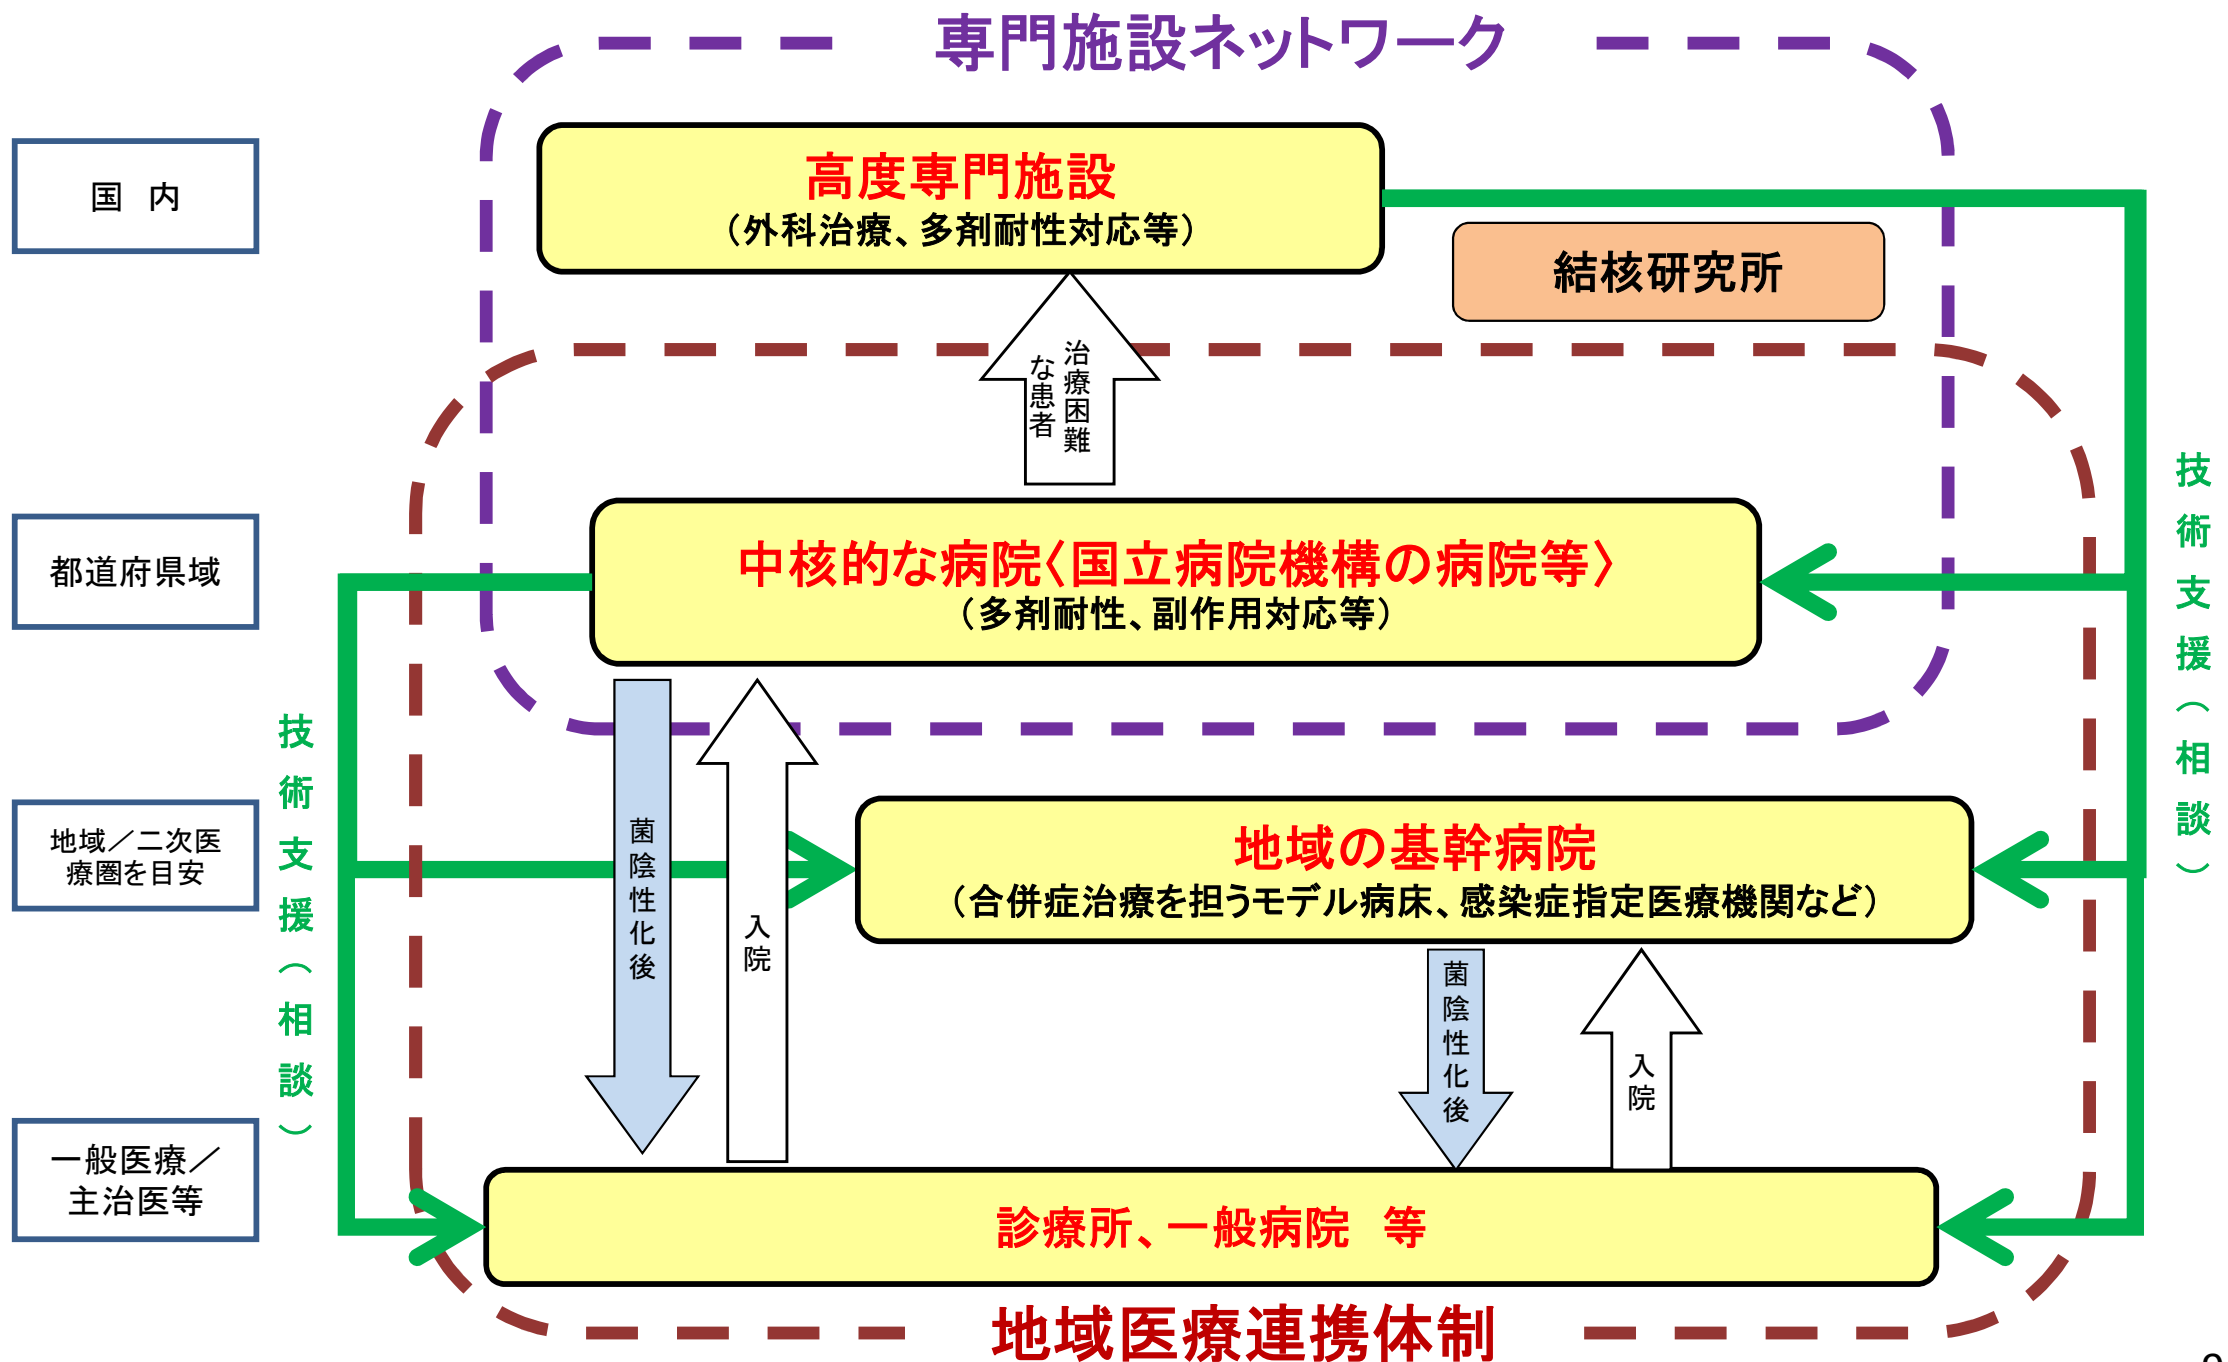 専門施設ネットワーク
国　内
高度専門施設
（外科治療、多剤耐性対応等）
結核研究所
治療困難
な患者
都道府県域
中核的な病院〈国立病院機構の病院等〉
（多剤耐性、副作用対応等）
技術支援（相談）
技術支援（相談）
地域／二次医
療圏を目安
菌陰性化後
入院
地域の基幹病院
（合併症治療を担うモデル病床、感染症指定医療機関など）
菌陰性化後
入院
一般医療／
主治医等
診療所、一般病院　等
地域医療連携体制